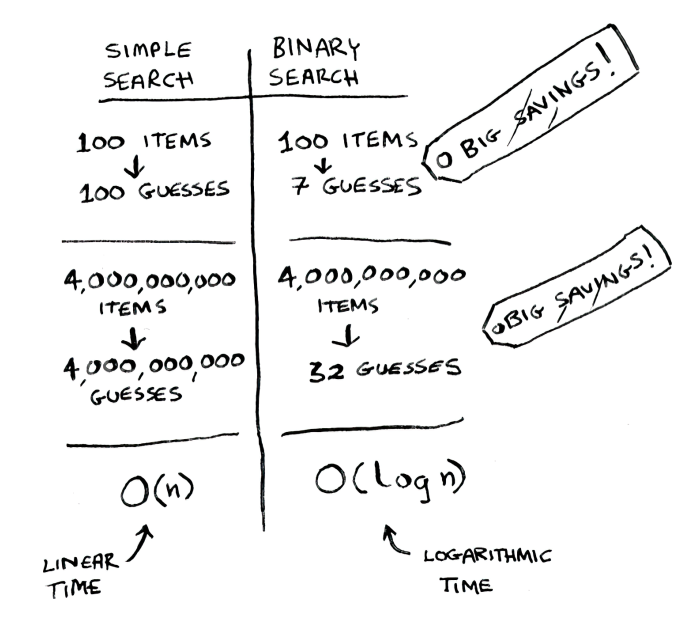 SIMPLE
SEARCH
BINARY
SEARCH
100 ITEMS
100 GUESSES
100 ITEMS
7 GUESSES
BIG SAVINGS!
4,000,000,000
ITEMS
4,000,000,000
GUESSES
4,000,000,000
ITEMS
32 GUESSES
BIG SAVINGS!
O(n)
O(log n)
LINEAR
TIME
LOGARITHMIC
TIME